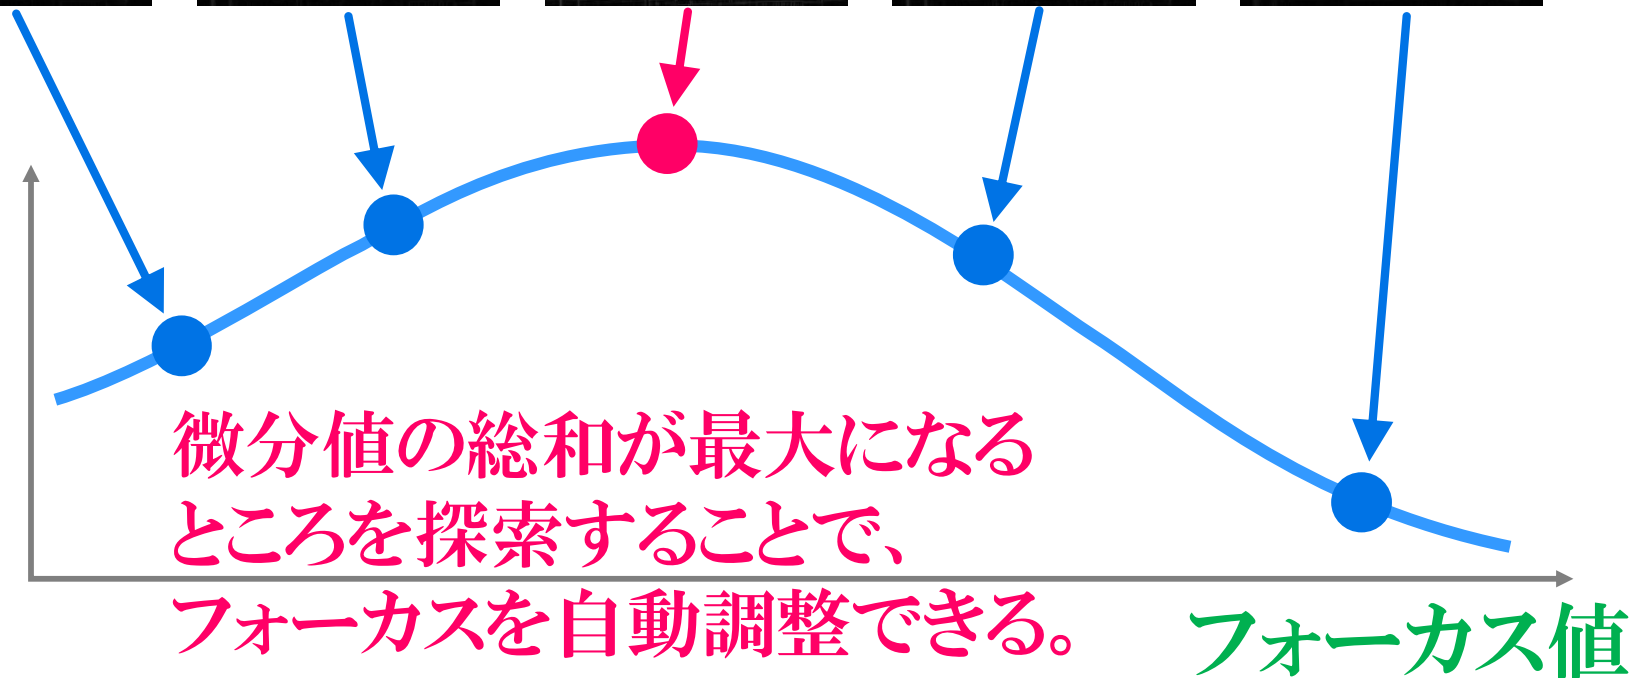 微分値の総和が最大になる
ところを探索することで、
フォーカスを自動調整できる。
フォーカス値